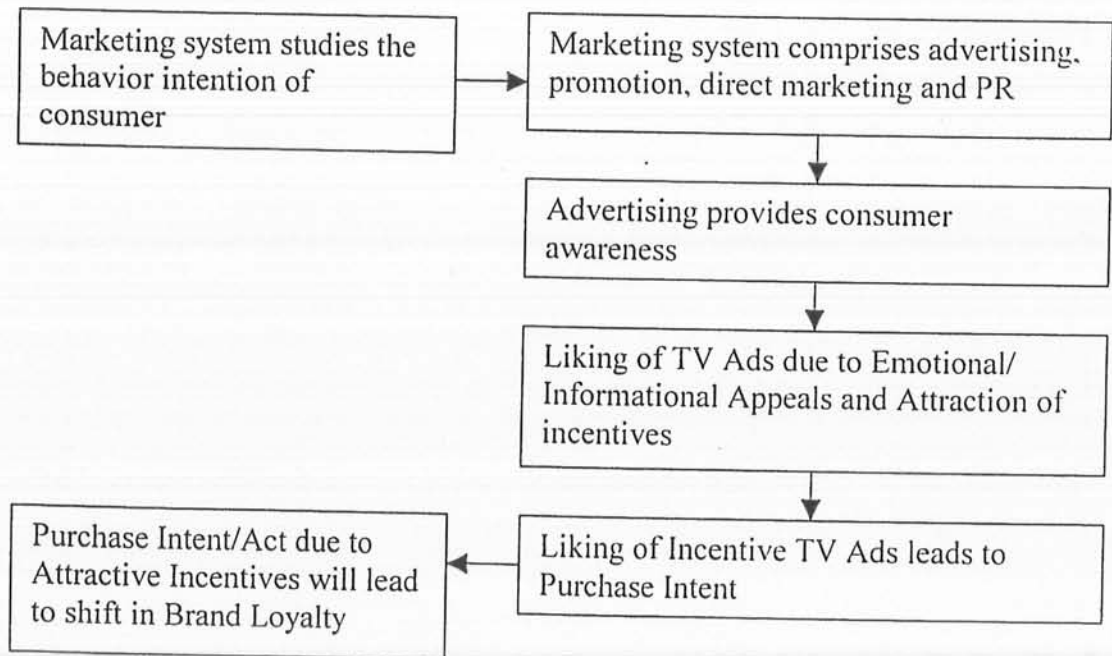 Marketing system studies the
behavior intention of
consumer
Marketing system comprises advertising,
promotion, direct marketing and PR
Advertising provides consumer
awareness
Liking of TV Ads due to Emotional/
Informational Appeals and Attraction of
incentives
Liking of Incentive TV Ads leads to
Purchase Intent
Purchase Intent/Act due to
Attractive Incentives will lead
to shift in Brand Loyalty